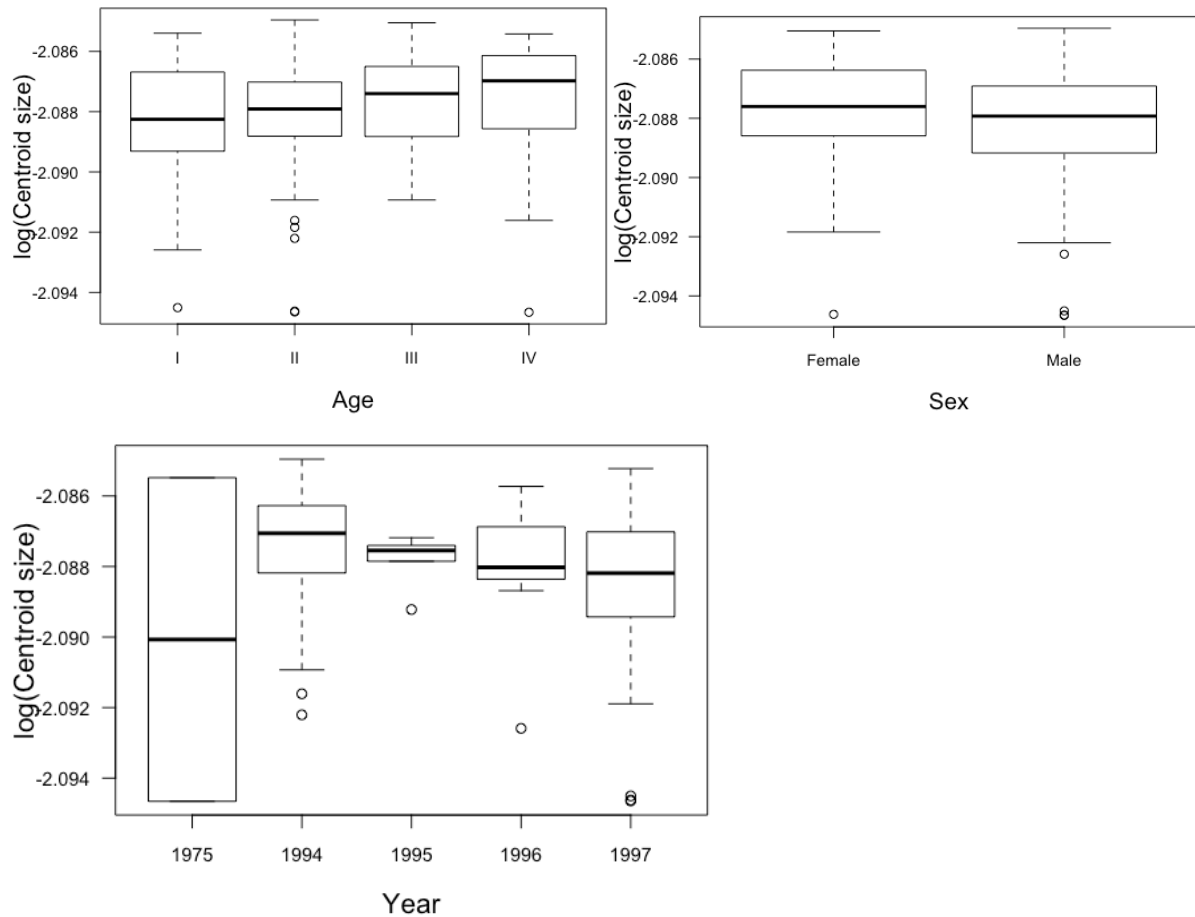 log(Centroid size)
-2.086
-2.088
-2.090
-2.092
-2.094
I II III IV
Age
log(Centroid size)
-2.086
-2.088
-2.090
-2.092
-2.094
Female Male
Sex
log(Centroid size)
-2.086
-2.088
-2.090
-2.092
-2.094
1975 1994 1995 1996 1997
Year